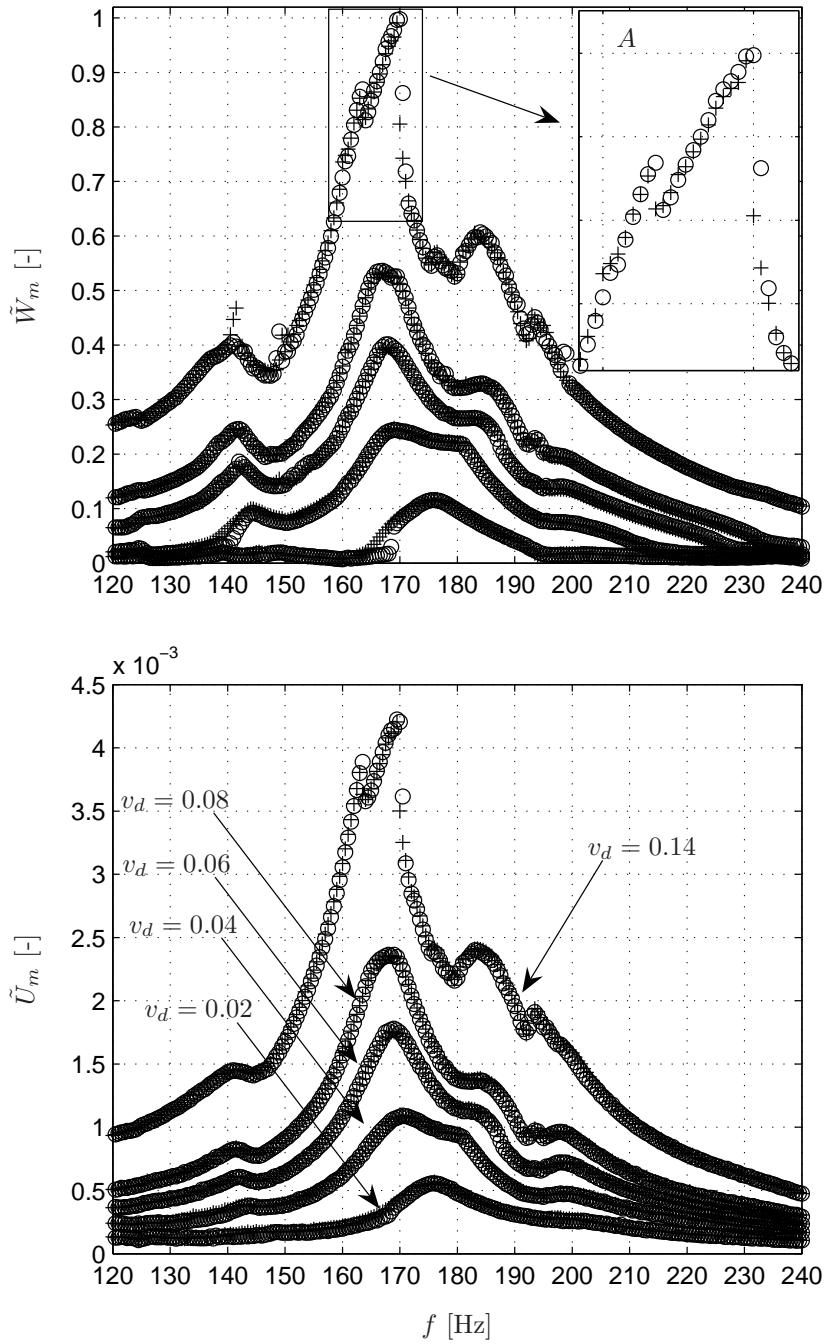 1
0.9
0.8
0.7
0.6
0.5
0.4
0.3
0.2
0.1
0
W̃m [-]
A
120 130 140 150 160 170 180 190 200 210 220 230 240
x 10⁻³
4.5
4
3.5
3
2.5
2
1.5
1
0.5
0
Ũm [-]
vd = 0.08
vd = 0.06
vd = 0.04
vd = 0.02
vd = 0.14
120 130 140 150 160 170 180 190 200 210 220 230 240
f [Hz]